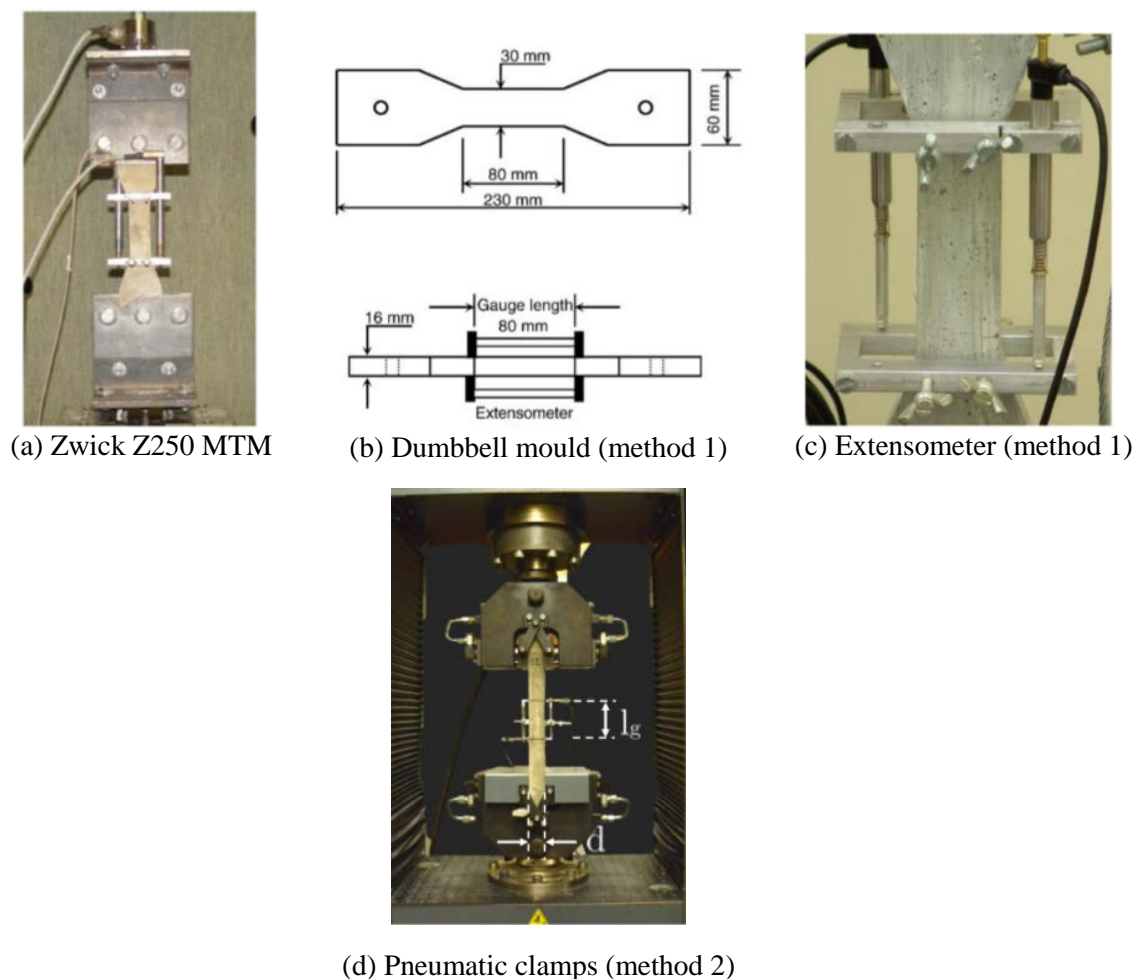 30 mm
60 mm
80 mm
230 mm
Gauge length
16 mm
80 mm
Extensometer
(a) Zwick Z250 MTM
(b) Dumbbell mould (method 1)
(c) Extensometer (method 1)
lg
d
(d) Pneumatic clamps (method 2)